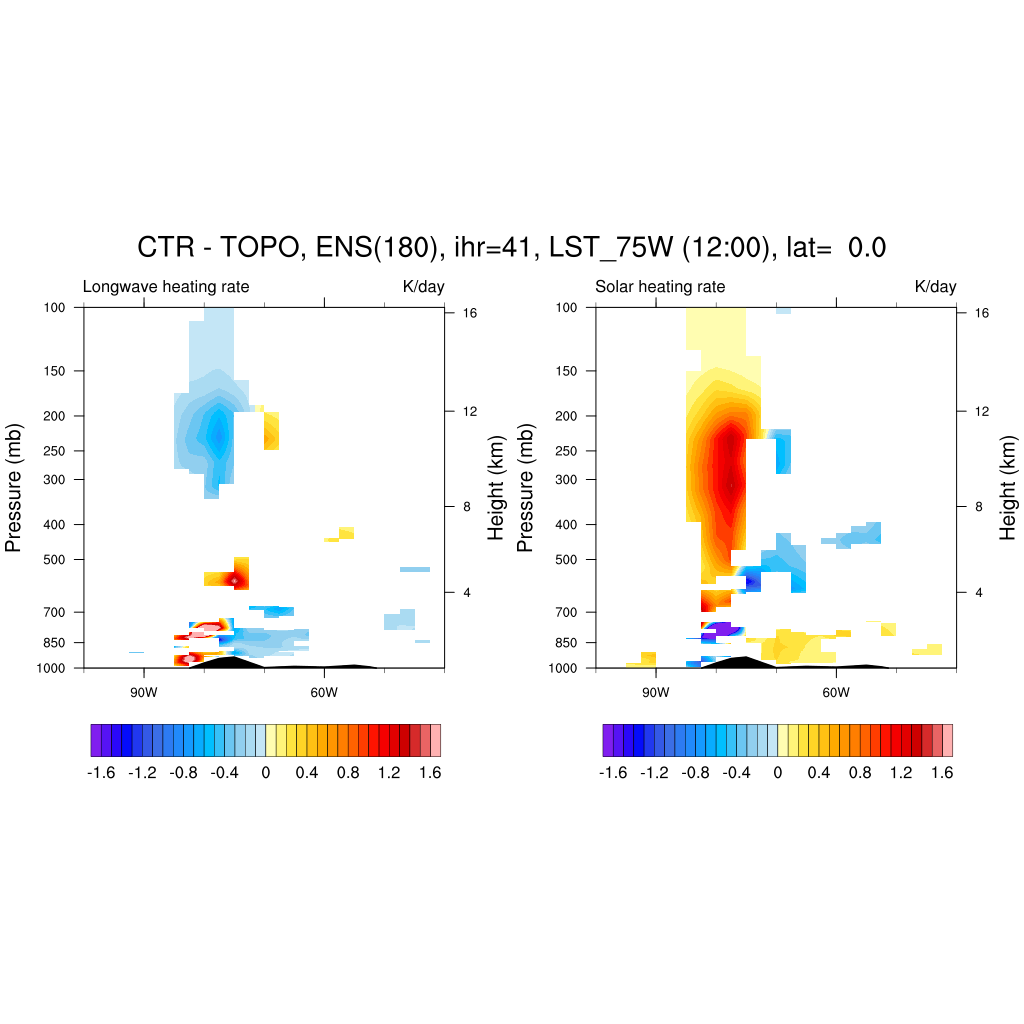 CTR - TOPO, ENS(180), ihr=41, LST_75W (12:00), lat=  0.0
Longwave heating rate K/day
100
150
200
250
300
400
500
700
850
1000
Pressure (mb)
16
12
8
4
Height (km)
90W 60W
-1.6 -1.2 -0.8 -0.4 0 0.4 0.8 1.2 1.6
Solar heating rate K/day
100
150
200
250
300
400
500
700
850
1000
Pressure (mb)
16
12
8
4
Height (km)
90W 60W
-1.6 -1.2 -0.8 -0.4 0 0.4 0.8 1.2 1.6